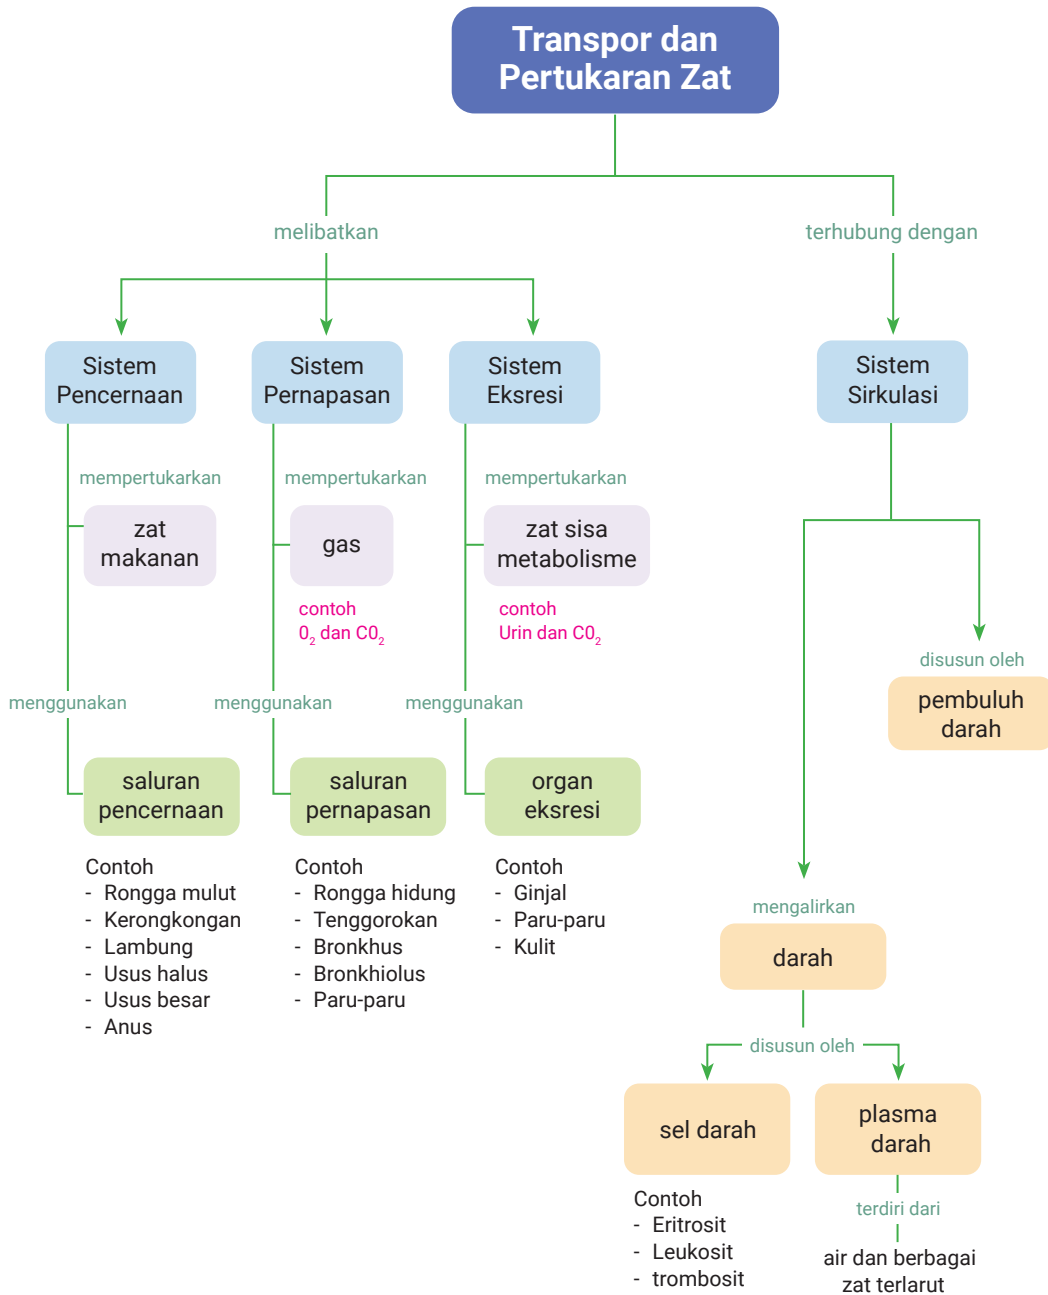 Transpor dan
Pertukaran Zat
melibatkan
terhubung dengan
Sistem
Pencernaan
Sistem
Pernapasan
Sistem
Eksresi
Sistem
Sirkulasi
mempertukarkan
mempertukarkan
mempertukarkan
zat
makanan
gas
zat sisa
metabolisme
contoh
0₂ dan C0₂
contoh
Urin dan C0₂
disusun oleh
pembuluh
darah
menggunakan
menggunakan
menggunakan
saluran
pencernaan
saluran
pernapasan
organ
eksresi
Contoh
- Rongga mulut
- Kerongkongan
- Lambung
- Usus halus
- Usus besar
- Anus
Contoh
- Rongga hidung
- Tenggorokan
- Bronkhus
- Bronkhiolus
- Paru-paru
Contoh
- Ginjal
- Paru-paru
- Kulit
mengalirkan
darah
disusun oleh
sel darah
plasma
darah
Contoh
- Eritrosit
- Leukosit
- trombosit
terdiri dari
air dan berbagai
zat terlarut